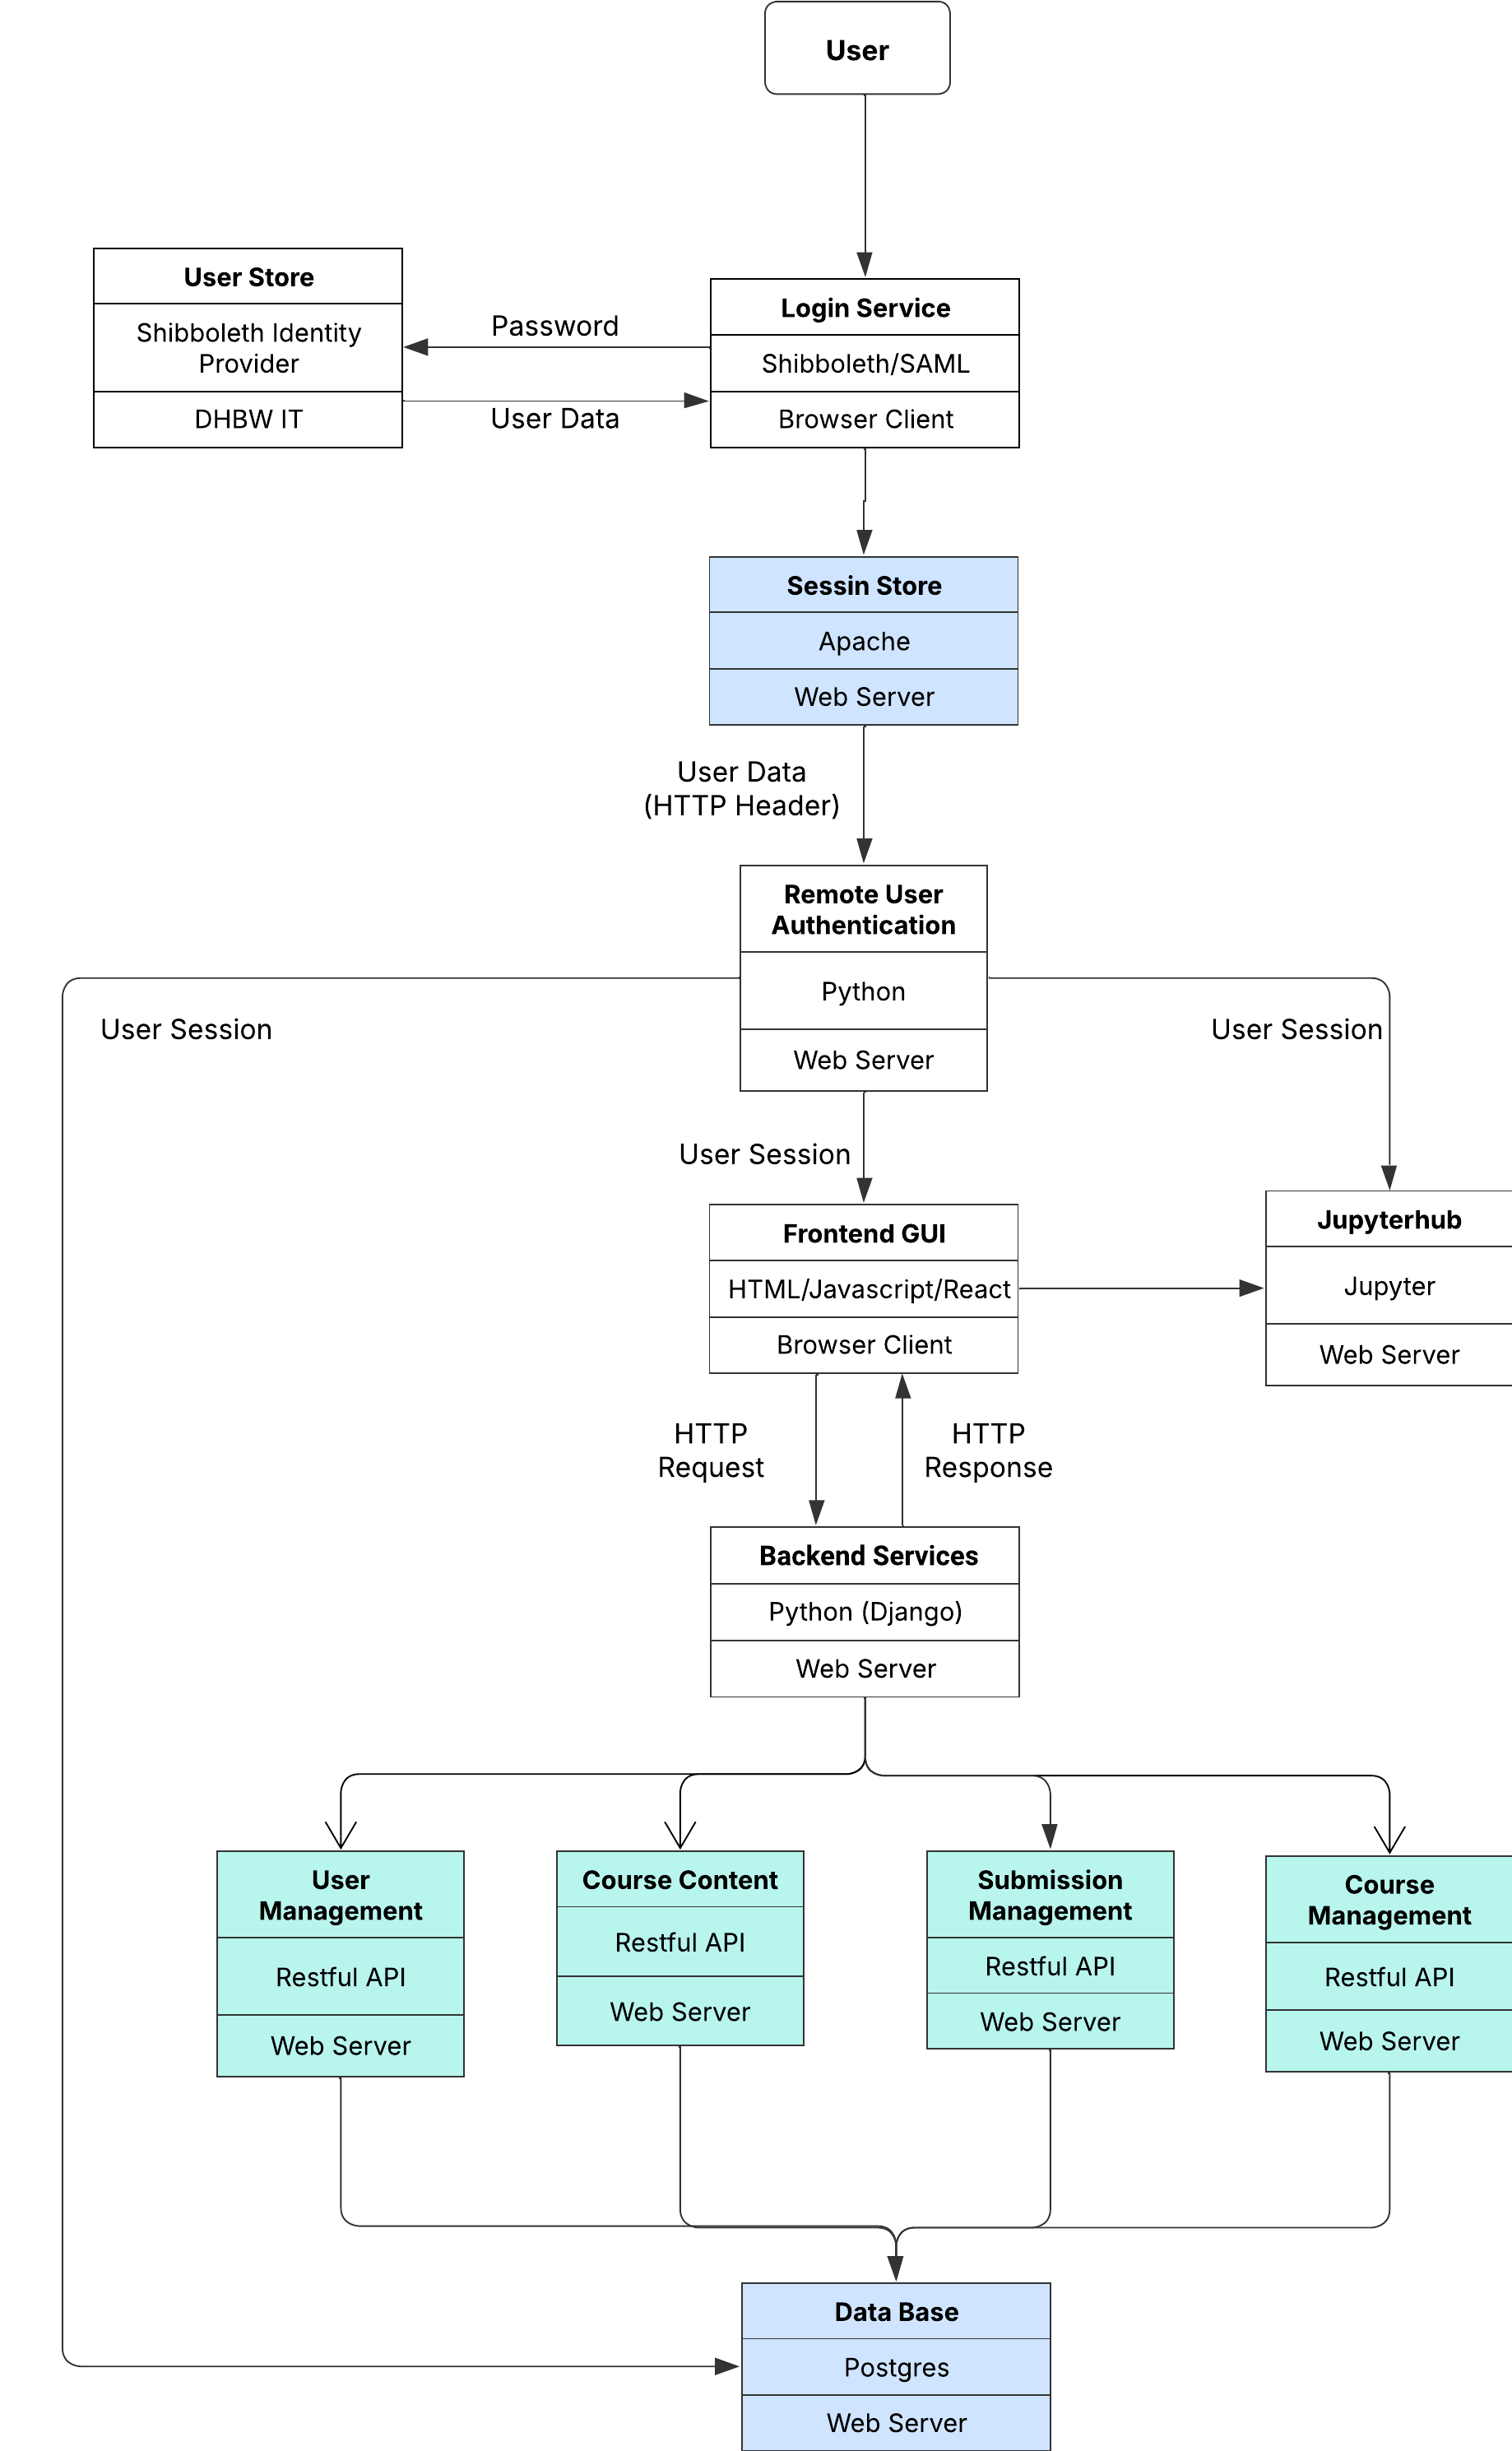 User
User Store
Shibboleth Identity
Provider
DHBW IT
Password
User Data
Login Service
Shibboleth/SAML
Browser Client
Sessin Store
Apache
Web Server
User Data
(HTTP Header)
Remote User
Authentication
Python
Web Server
User Session
User Session
User Session
Frontend GUI
HTML/Javascript/React
Browser Client
Jupyterhub
Jupyter
Web Server
HTTP
Request
HTTP
Response
Backend Services
Python (Django)
Web Server
User
Management
Restful API
Web Server
Course Content
Restful API
Web Server
Submission
Management
Restful API
Web Server
Course
Management
Restful API
Web Server
Data Base
Postgres
Web Server